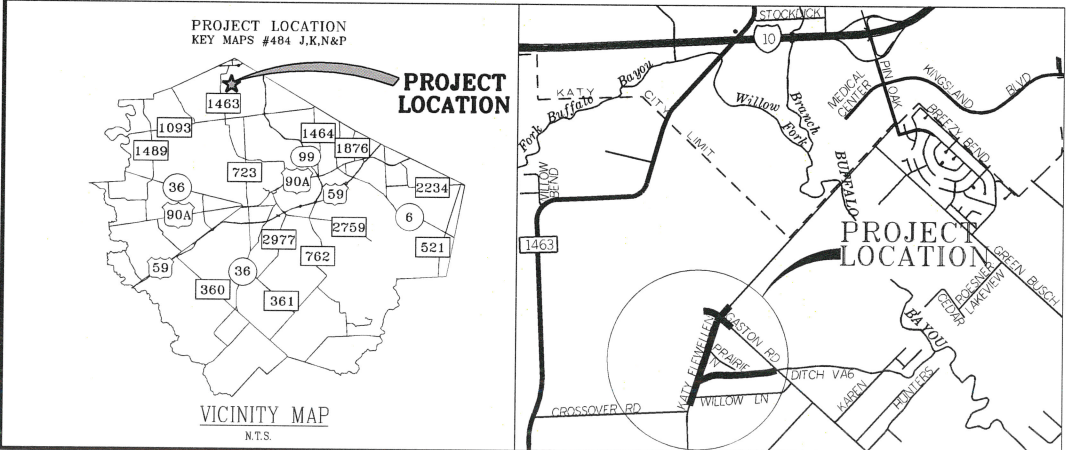 PROJECT LOCATION
KEY MAPS #484 J,K,N&P
PROJECT
LOCATION
1463
1093
1489
1464
1876
99
723
90A
59
36
90A
2234
6
2759
521
2977
762
59
36
360
361
VICINITY MAP
N.T.S.
STOCKDICK
10
Fork Buffalo Bayou
KATY
CITY
LIMIT
Willow
Fork
Branch
MEDICAL
CENTER
PIN OAK
KINGSLAND BLVD
BREEZY BEND
WILLOW
BEND
BUFFALO
1463
PROJECT
LOCATION
GREEN BUSCH
ROESNER
LAKEVIEW
CEDAR
BAYOU
KATY FLEWELLEN
GASTON RD
PRAIRIE
LN
DITCH VA6
WILLOW LN
CROSSOVER RD
KAREN
HUNTERS